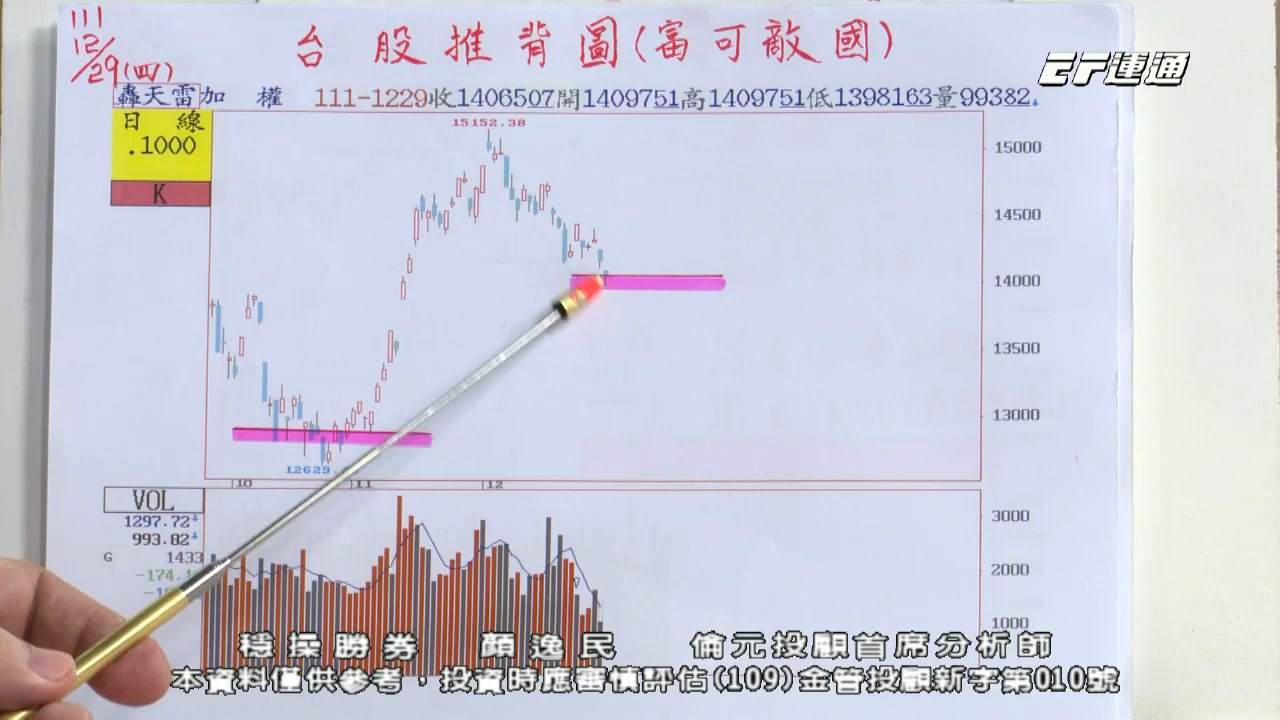 111
12/29(四)
台股推背圖(富可敵國)
EF運通
轟天雷加 權 111-1229收1406507開1409751高1409751低1398163量99382↓
日 線
.1000
K
15152.38
15000
14500
14000
13500
13000
12629.
10 11 12
VOL
1297.72↓
993.82↓
G 1433
-174.1
3000
2000
1000
穩操勝券 顏逸民 倫元投顧首席分析師
本資料僅供參考，投資時應審慎評估(109)金管投顧新字第010號